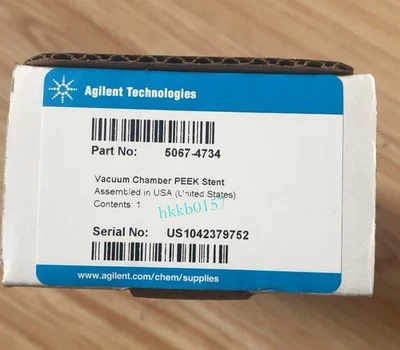 Agilent Technologies
Part No: 5067-4734
Vacuum Chamber PEEK Stent
Assembled in USA (United States)
Contents: 1
hkkb0157
Serial No: US1042379752
www.agilent.com/chem/supplies